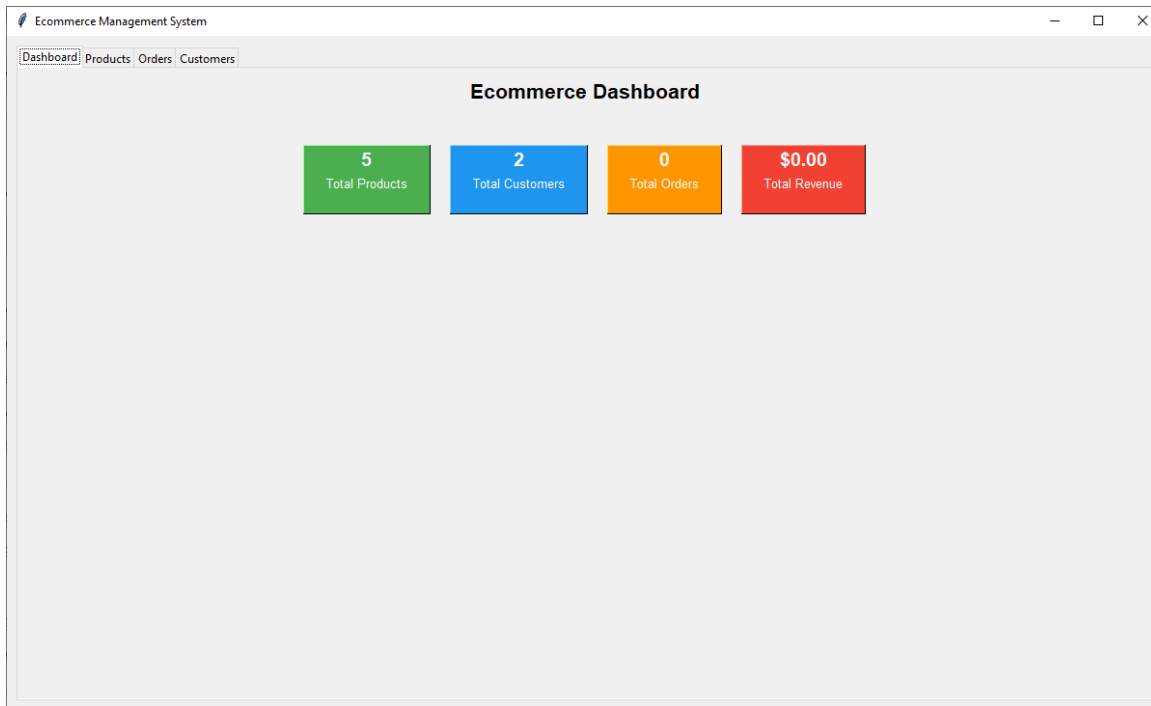 Ecommerce Management System
Dashboard Products Orders Customers
Ecommerce Dashboard
5 2 0 $0.00
Total Products Total Customers Total Orders Total Revenue